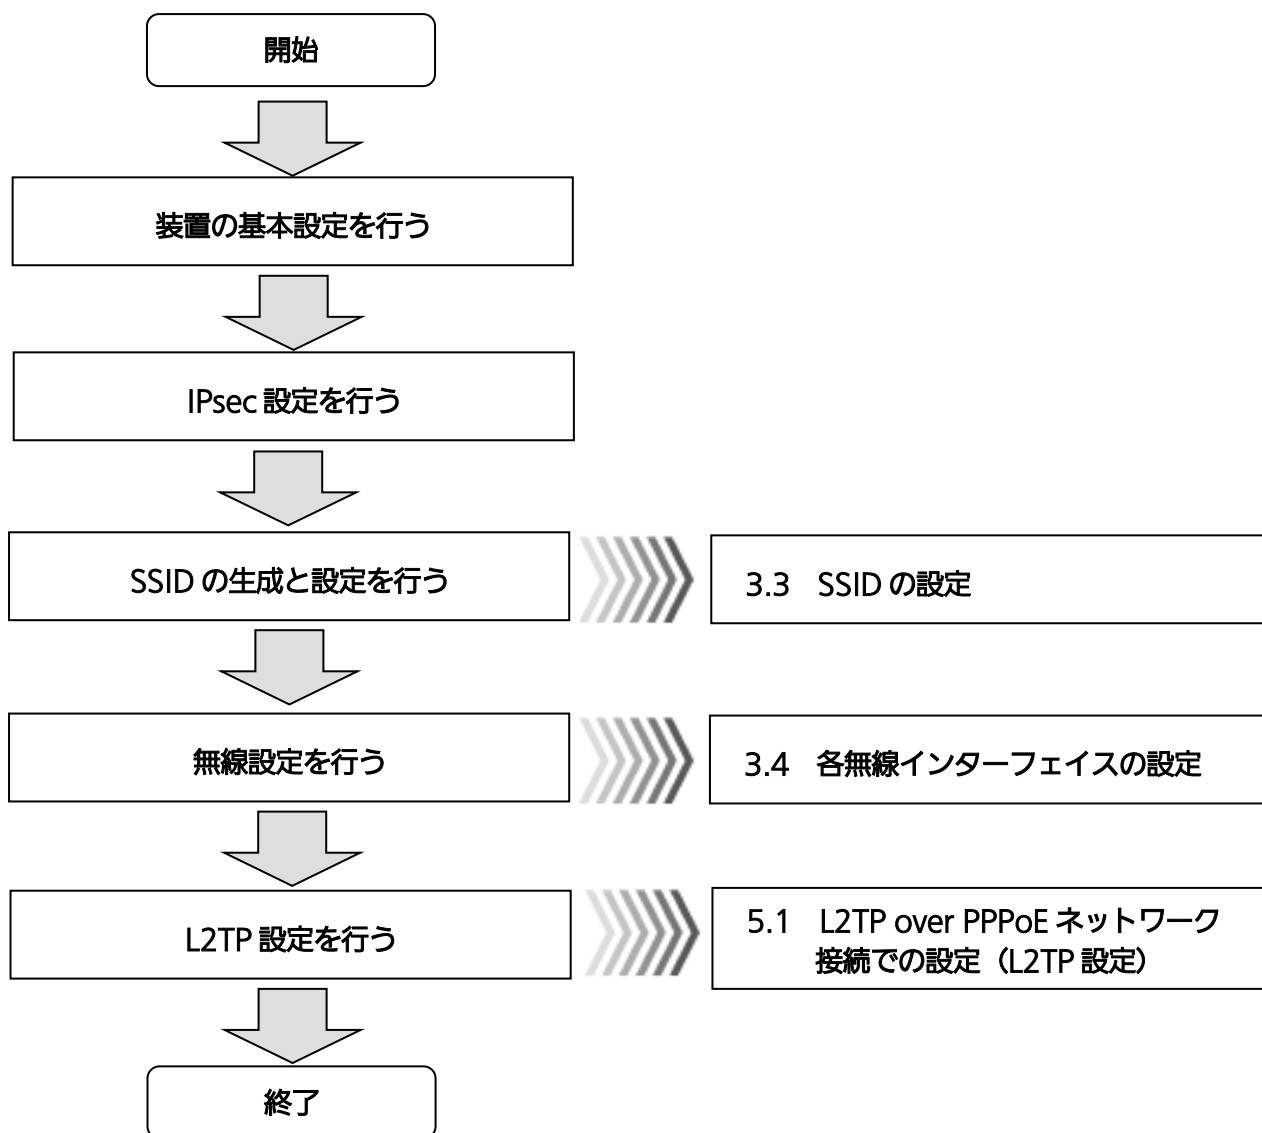 開始
装置の基本設定を行う
IPsec 設定を行う
SSID の生成と設定を行う
3.3　SSID の設定
無線設定を行う
3.4　各無線インターフェイスの設定
L2TP 設定を行う
5.1　L2TP over PPPoE ネットワーク
接続での設定（L2TP 設定）
終了